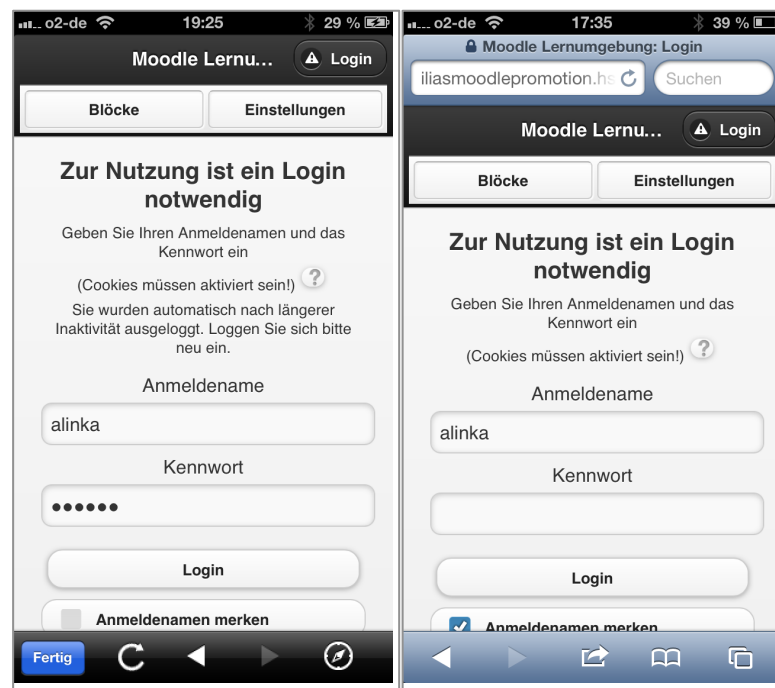 o2-de 19:25 29 %
Moodle Lernu... Login
Blöcke Einstellungen
Zur Nutzung ist ein Login
notwendig
Geben Sie Ihren Anmeldenamen und das
Kennwort ein
(Cookies müssen aktiviert sein!) ?
Sie wurden automatisch nach längerer
Inaktivität ausgeloggt. Loggen Sie sich bitte
neu ein.
Anmeldename
alinka
Kennwort
••••••
Login
Anmeldenamen merken
Fertig
o2-de 17:35 39 %
Moodle Lernumgebung: Login
iliasmoodlepromotion.hs Suchen
Moodle Lernu... Login
Blöcke Einstellungen
Zur Nutzung ist ein Login
notwendig
Geben Sie Ihren Anmeldenamen und das
Kennwort ein
(Cookies müssen aktiviert sein!) ?
Anmeldename
alinka
Kennwort
Login
Anmeldenamen merken